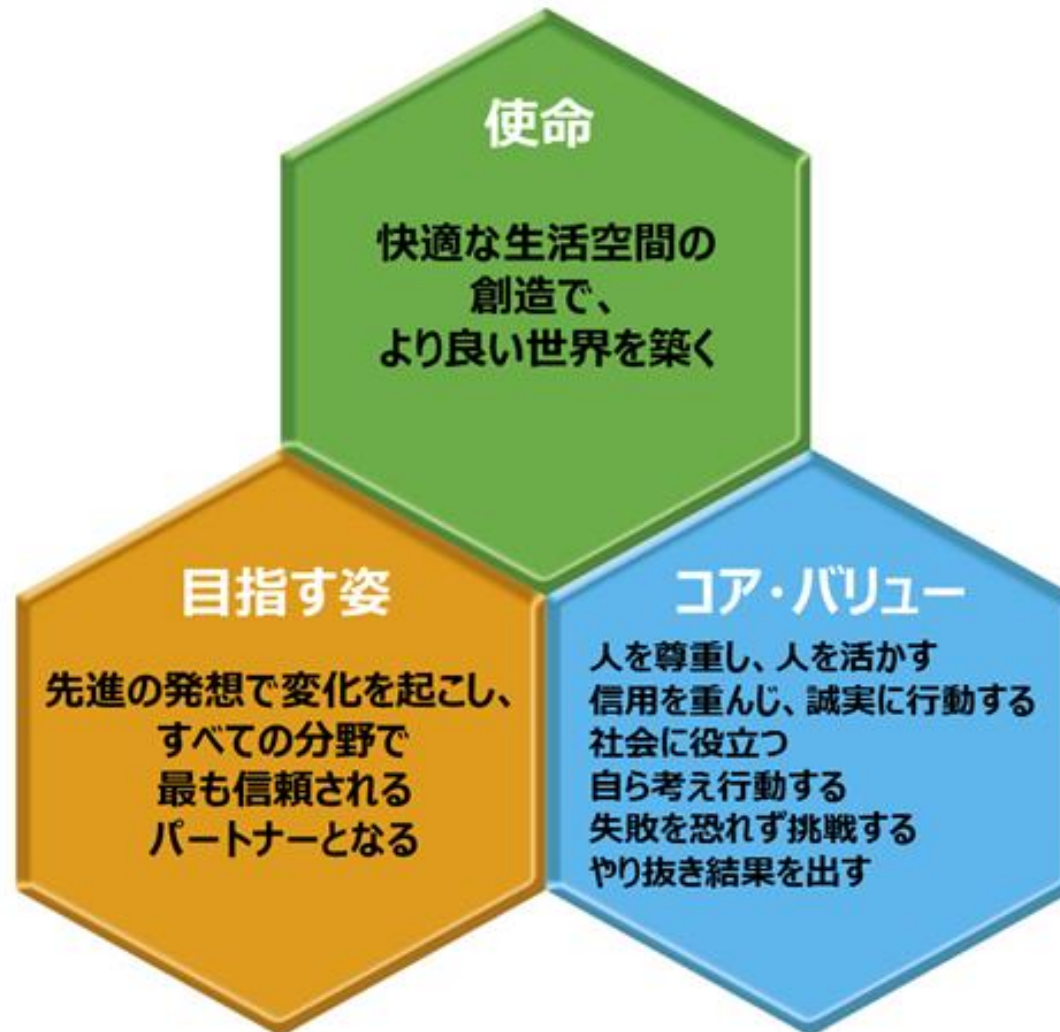 使命
快適な生活空間の
創造で、
より良い世界を築く
目指す姿
先進の発想で変化を起こし、
すべての分野で
最も信頼される
パートナーとなる
コア・バリュー
人を尊重し、人を活かす
信用を重んじ、誠実に行動する
社会に役立つ
自ら考え行動する
失敗を恐れず挑戦する
やり抜き結果を出す